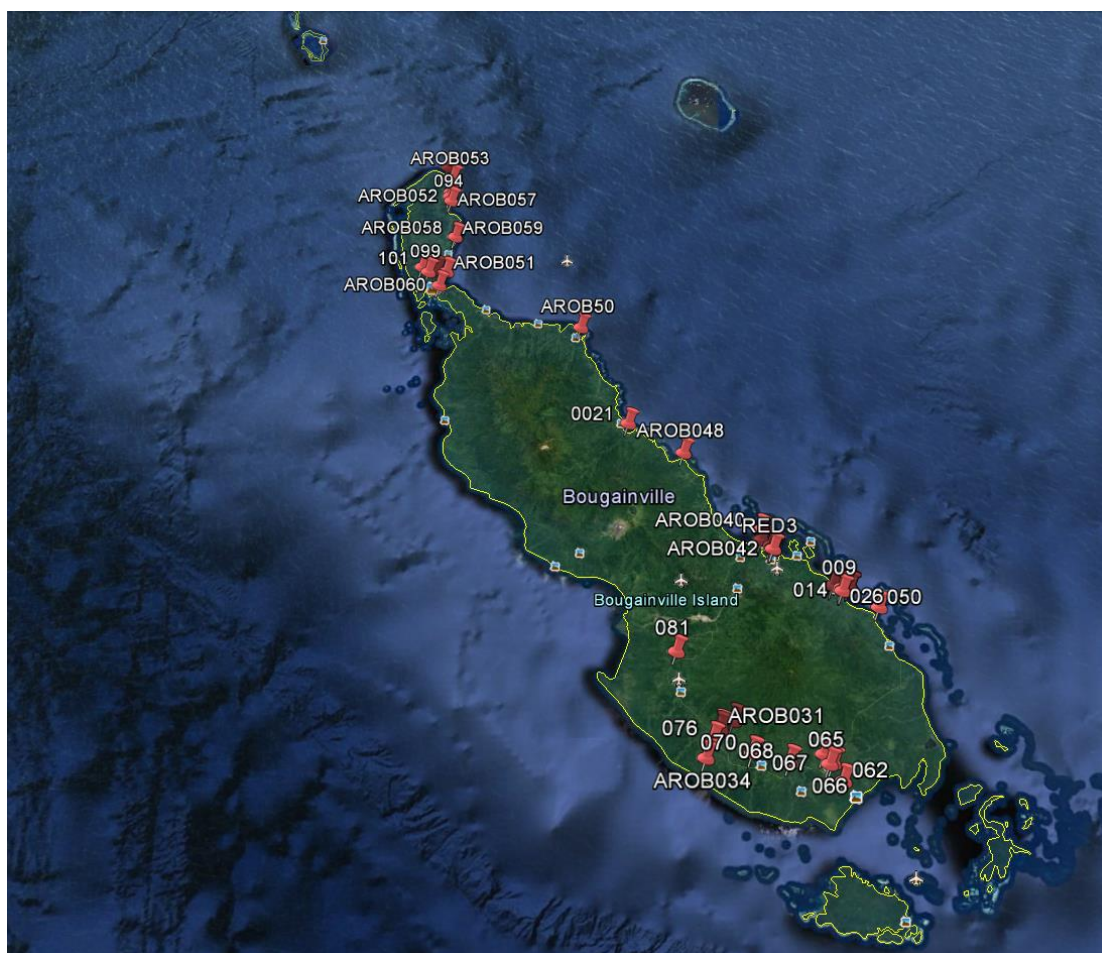 AROB053
094
AROB052
AROB057
AROB058
AROB059
099
101
AROB051
AROB060
AROB50
0021
AROB048
Bougainville
AROB040
RED3
AROB042
009
014
026
050
Bougainville Island
081
076
AROB031
070
068
067
065
062
066
AROB034